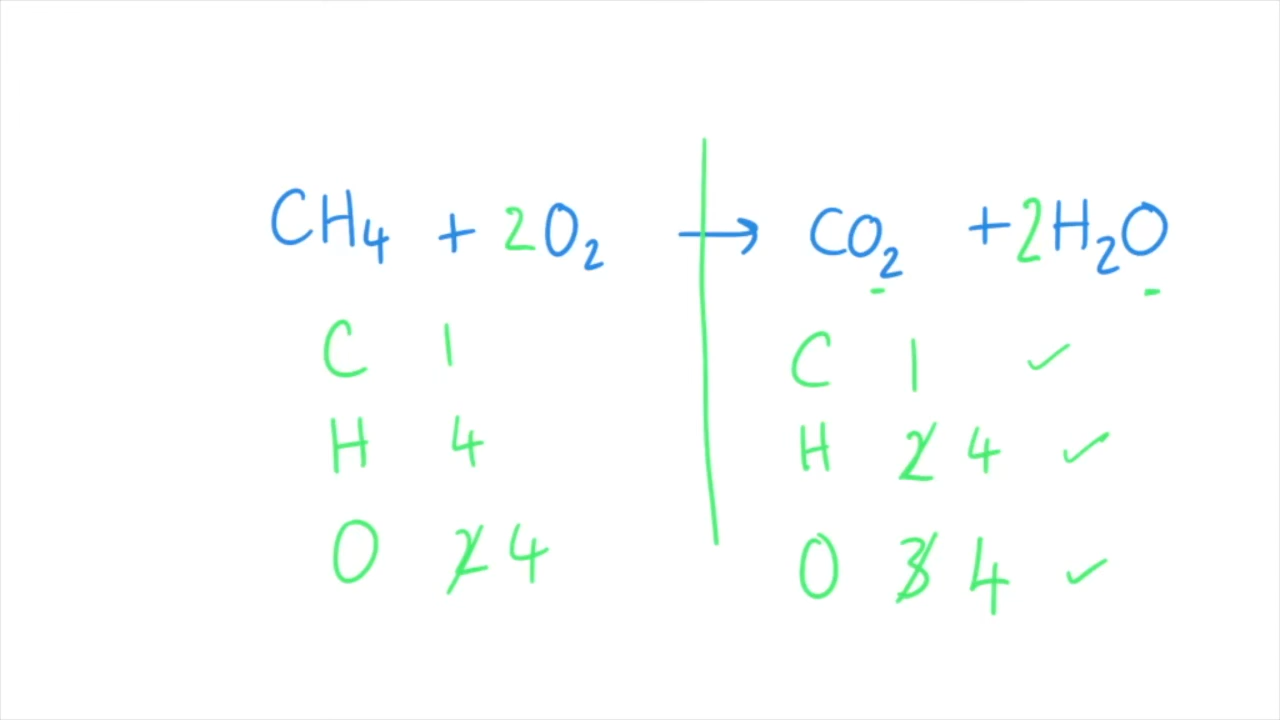 CH₄ + 2O₂ → CO₂ + 2H₂O
C 1 C 1 ✓
H 4 H 2 4 ✓
O 2 4 O 3 4 ✓